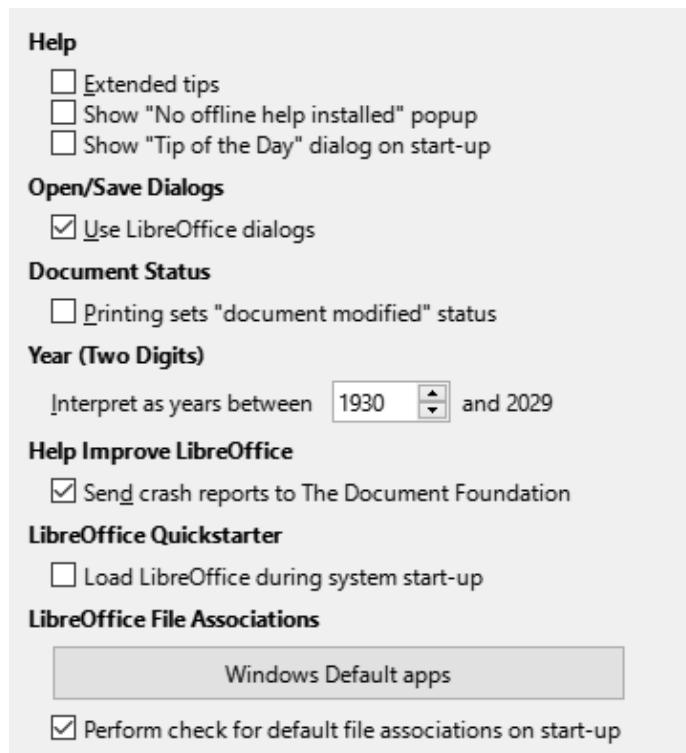 Help
Extended tips
Show "No offline help installed" popup
Show "Tip of the Day" dialog on start-up
Open/Save Dialogs
Use LibreOffice dialogs
Document Status
Printing sets "document modified" status
Year (Two Digits)
Interpret as years between 1930 and 2029
Help Improve LibreOffice
Send crash reports to The Document Foundation
LibreOffice Quickstarter
Load LibreOffice during system start-up
LibreOffice File Associations
Windows Default apps
Perform check for default file associations on start-up